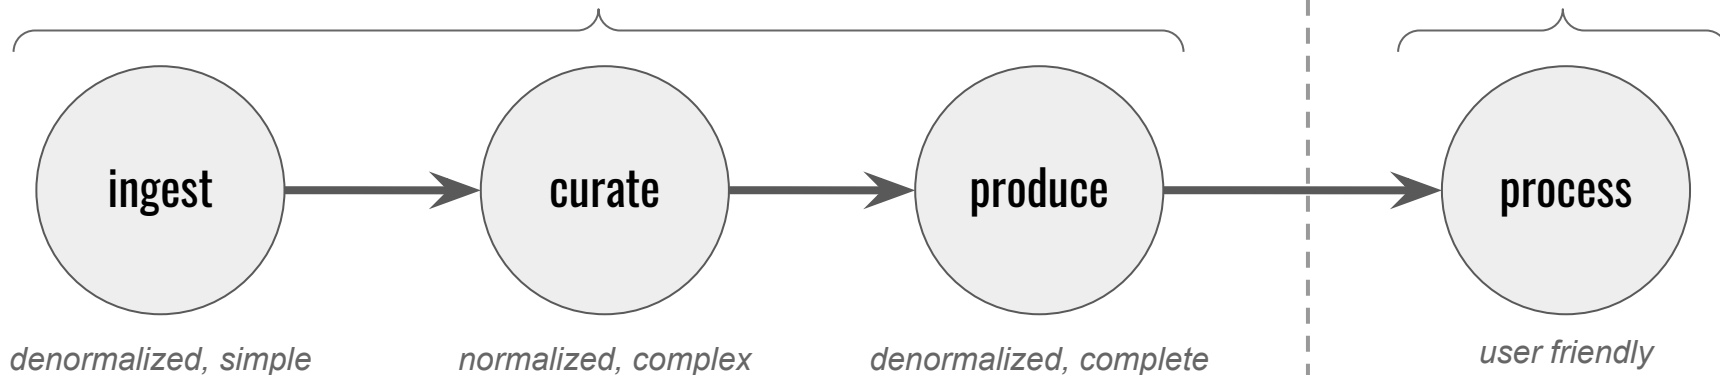 ingest
curate
produce
process
denormalized, simple
normalized, complex
denormalized, complete
user friendly